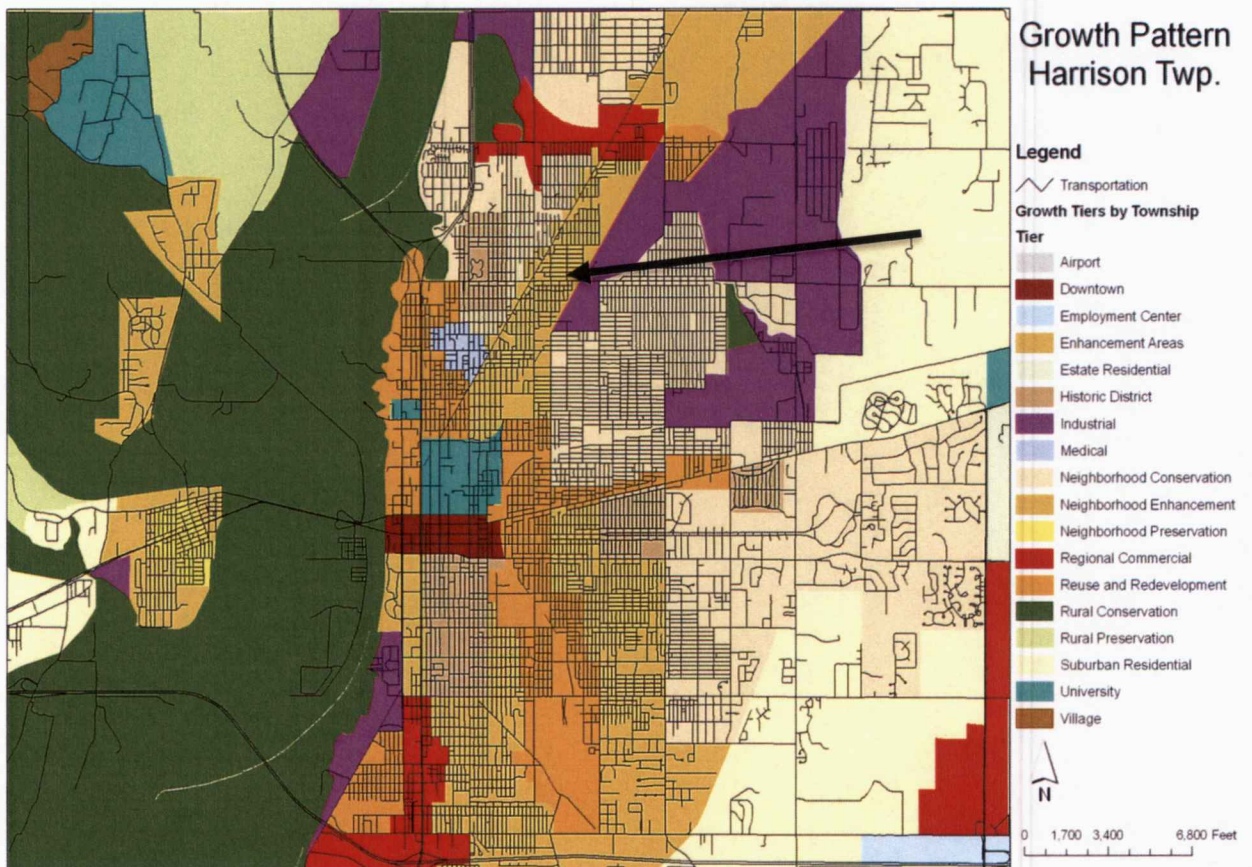 Growth Pattern
Harrison Twp.
Legend
Transportation
Growth Tiers by Township
Tier
Airport
Downtown
Employment Center
Enhancement Areas
Estate Residential
Historic District
Industrial
Medical
Neighborhood Conservation
Neighborhood Enhancement
Neighborhood Preservation
Regional Commercial
Reuse and Redevelopment
Rural Conservation
Rural Preservation
Suburban Residential
University
Village
N
0 1,700 3,400 6,800 Feet